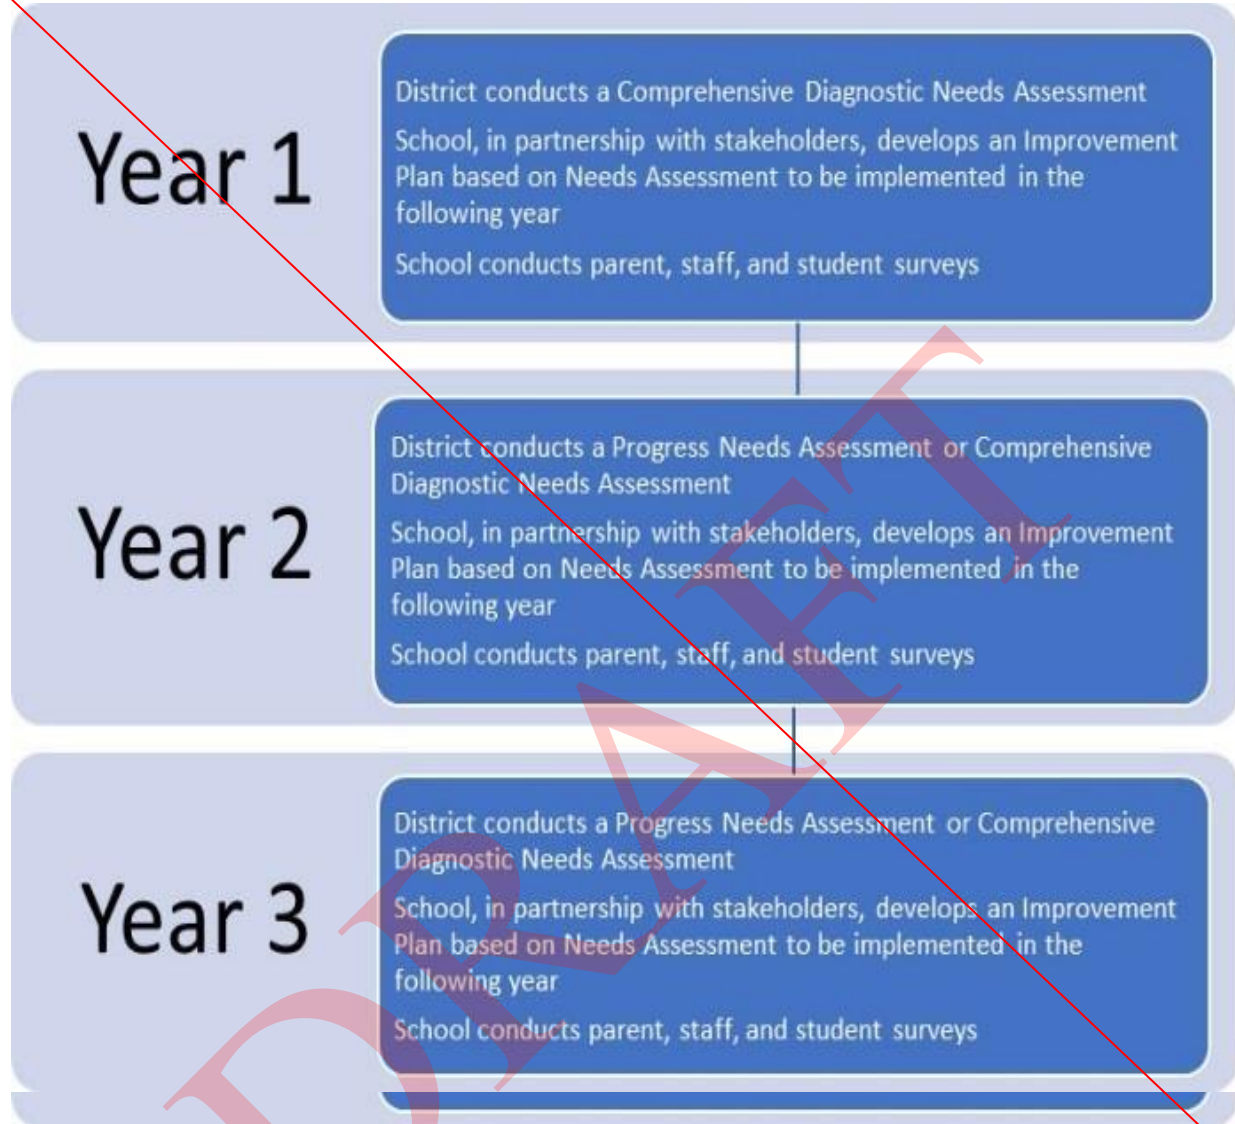 Year 1
District conducts a Comprehensive Diagnostic Needs Assessment
School, in partnership with stakeholders, develops an Improvement
Plan based on Needs Assessment to be implemented in the
following year
School conducts parent, staff, and student surveys
Year 2
District conducts a Progress Needs Assessment or Comprehensive
Diagnostic Needs Assessment
School, in partnership with stakeholders, develops an Improvement
Plan based on Needs Assessment to be implemented in the
following year
School conducts parent, staff, and student surveys
Year 3
District conducts a Progress Needs Assessment or Comprehensive
Diagnostic Needs Assessment
School, in partnership with stakeholders, develops an Improvement
Plan based on Needs Assessment to be implemented in the
following year
School conducts parent, staff, and student surveys
DRAFT